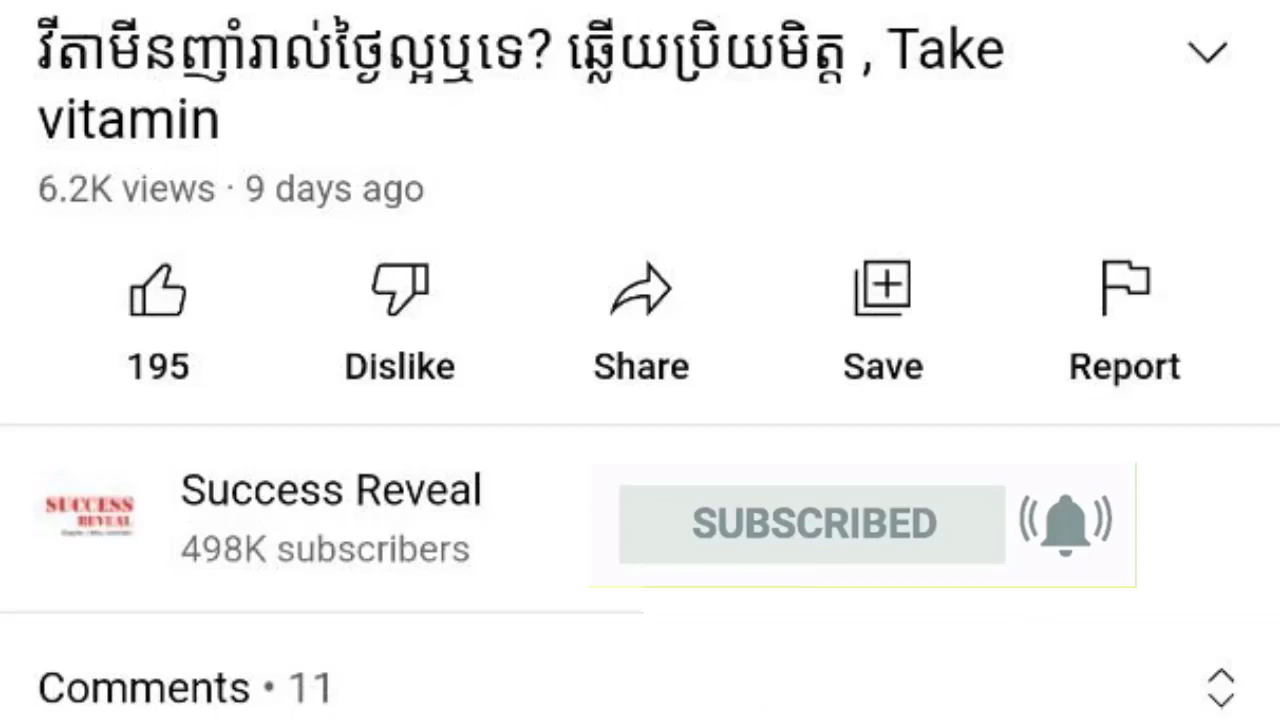 វីតាមីនញ៉ាំរាល់ថ្ងៃល្អឬទេ? ឆ្លើយប្រិយមិត្ត , Take
vitamin
6.2K views · 9 days ago
195 Dislike Share Save Report
SUCCESS
REVEAL
Success Reveal
498K subscribers
SUBSCRIBED
Comments • 11